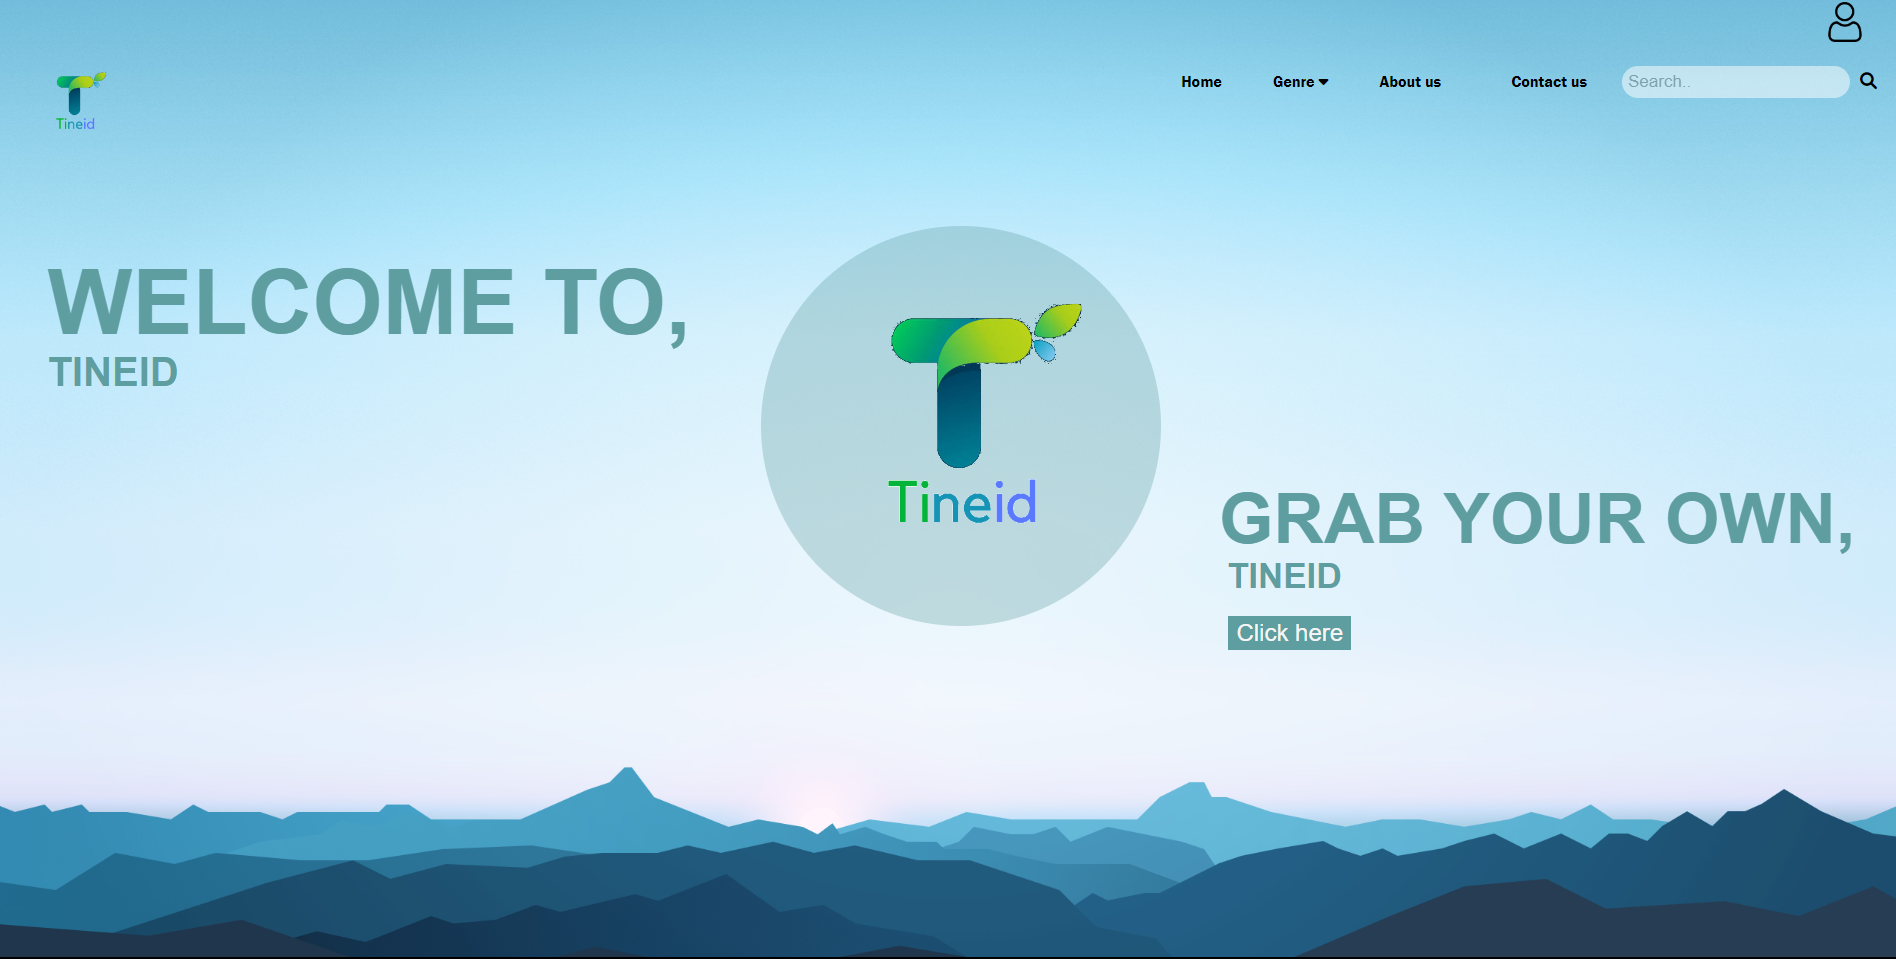 Tineid
Home Genre About us Contact us Search..
WELCOME TO,
TINEID
Tineid
GRAB YOUR OWN,
TINEID
Click here